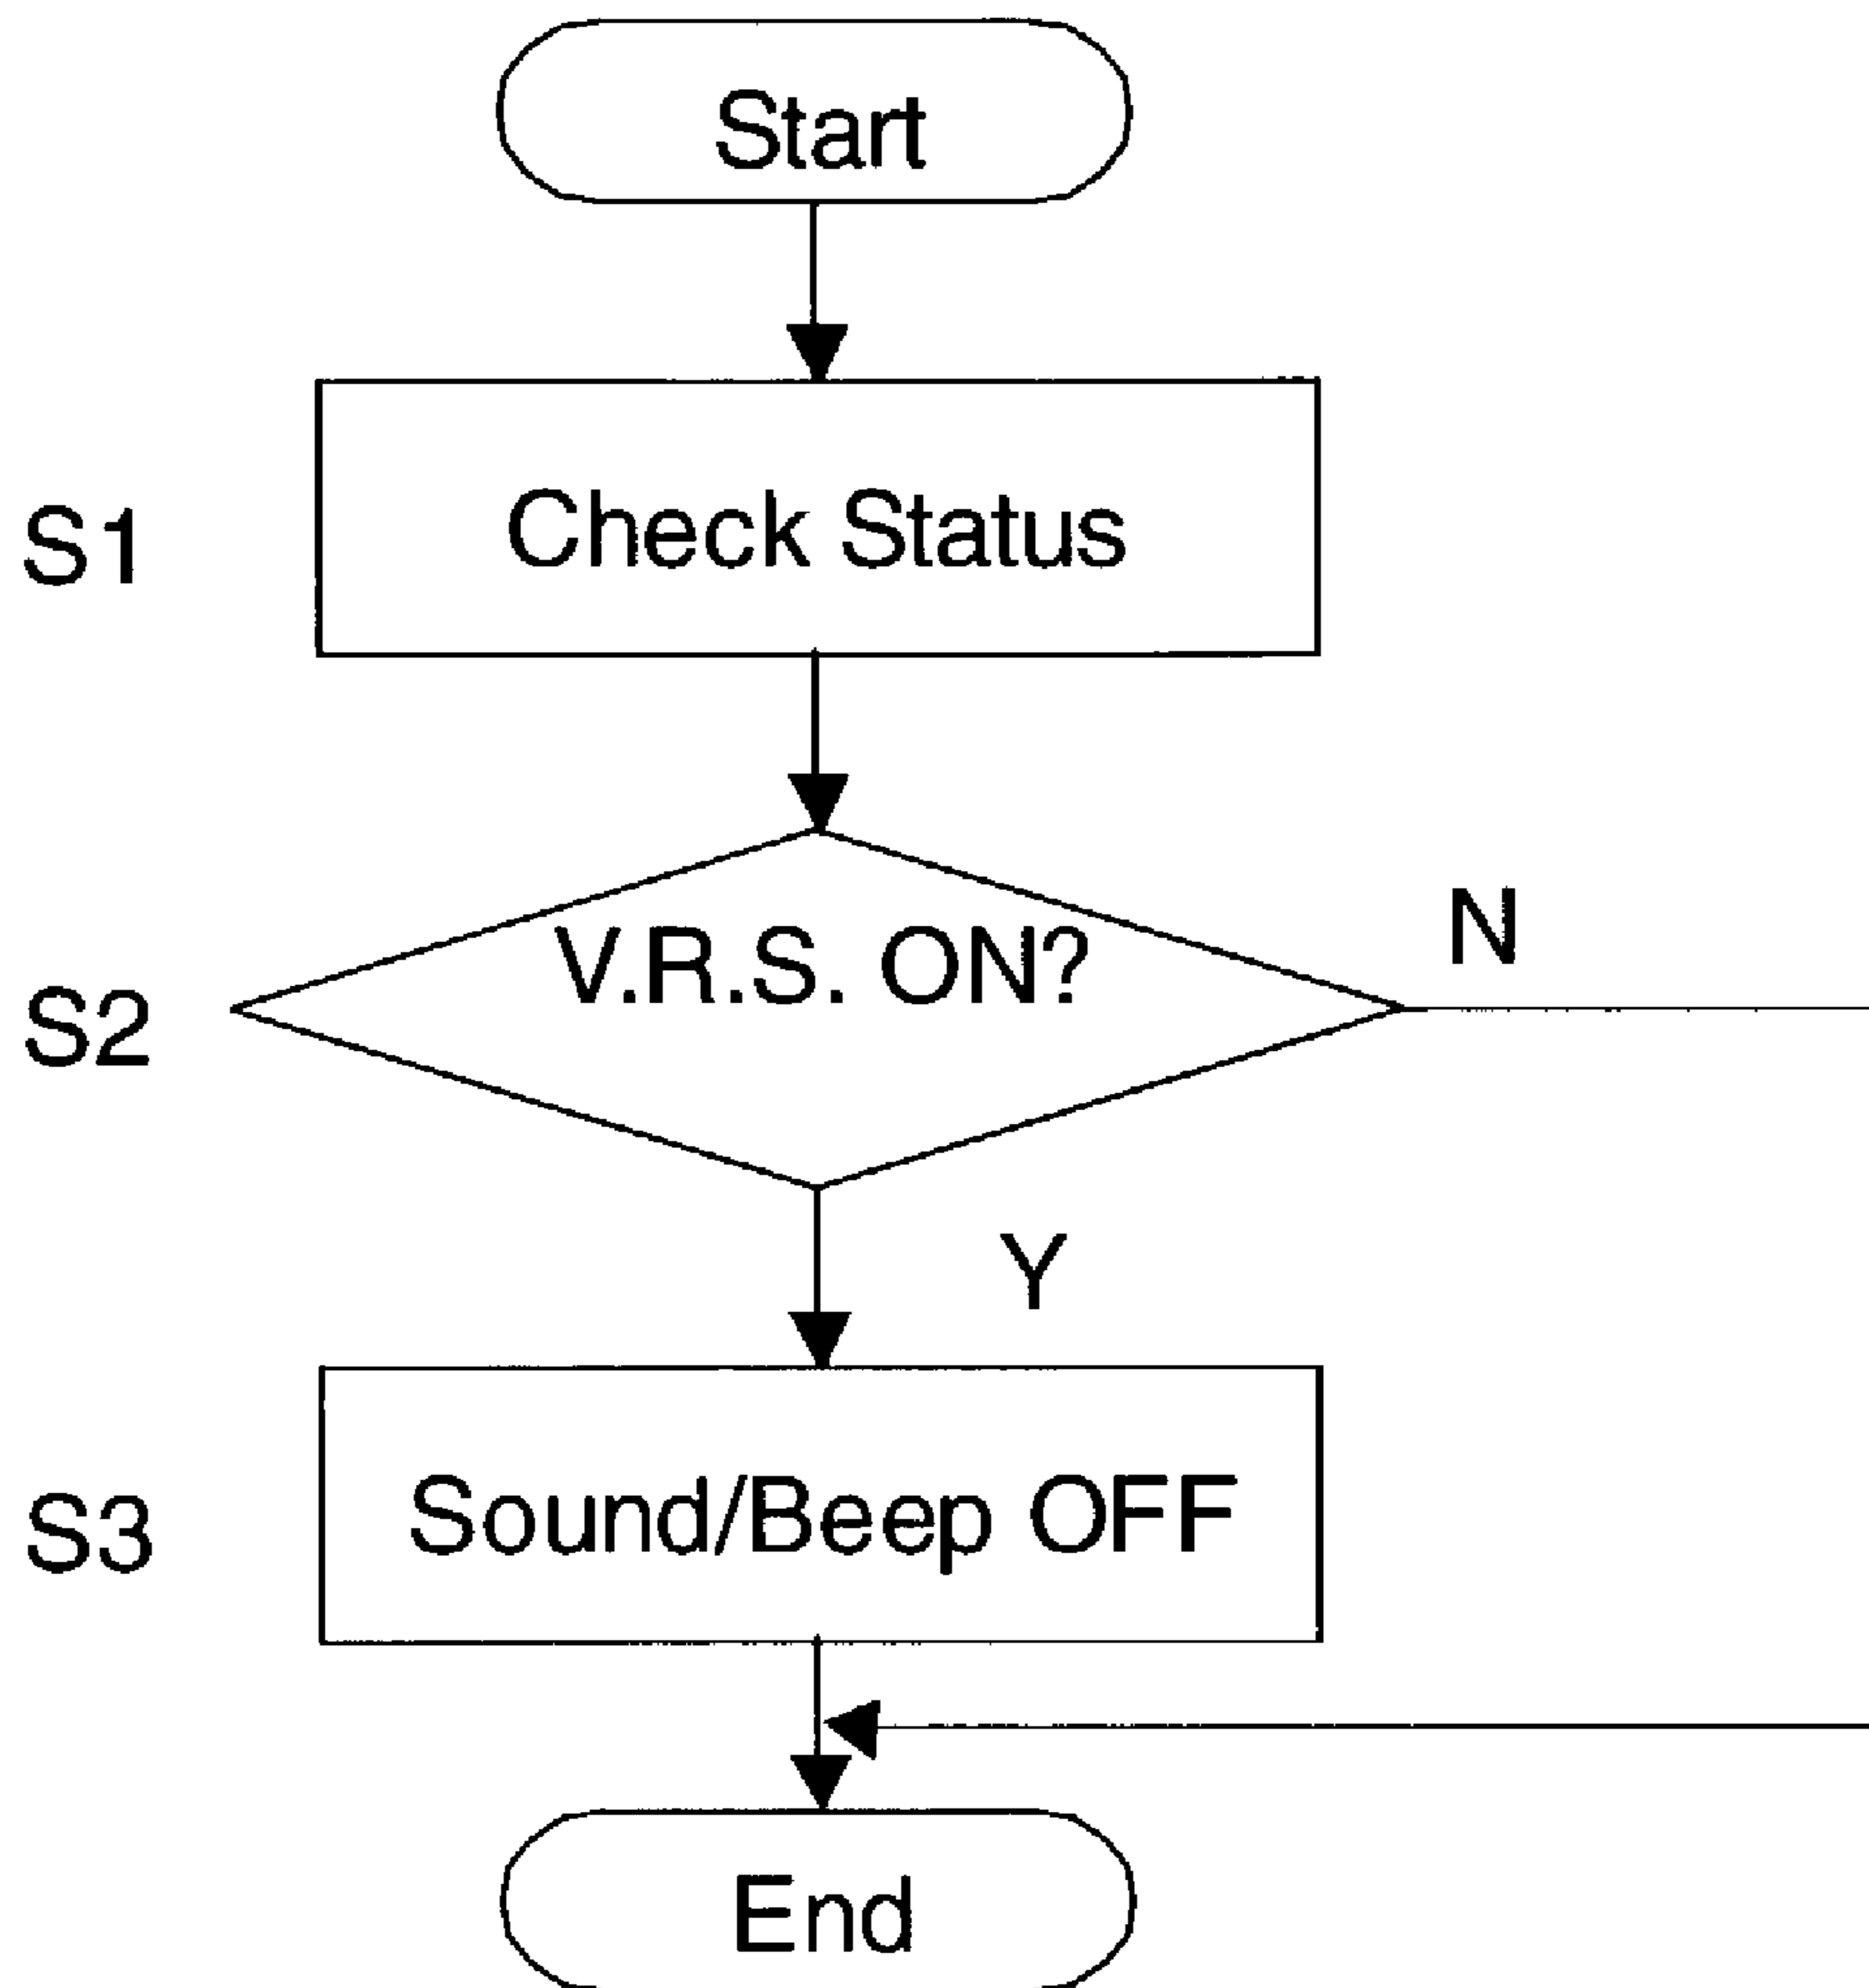 Start
S1
Check Status
S2
V.R.S. ON?
N
Y
S3
Sound/Beep OFF
End